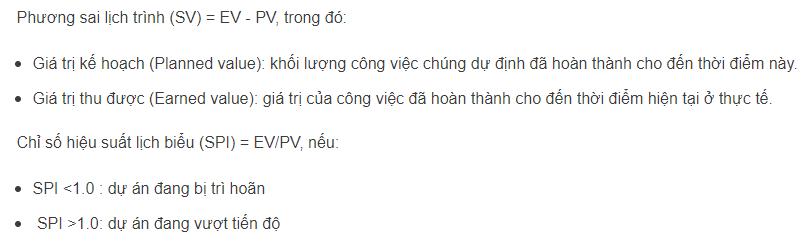 Phương sai lịch trình (SV) = EV - PV, trong đó:
• Giá trị kế hoạch (Planned value): khối lượng công việc chúng dự định đã hoàn thành cho đến thời điểm này.
• Giá trị thu được (Earned value): giá trị của công việc đã hoàn thành cho đến thời điểm hiện tại ở thực tế.
Chỉ số hiệu suất lịch biểu (SPI) = EV/PV, nếu:
• SPI <1.0 : dự án đang bị trì hoãn
• SPI >1.0: dự án đang vượt tiến độ